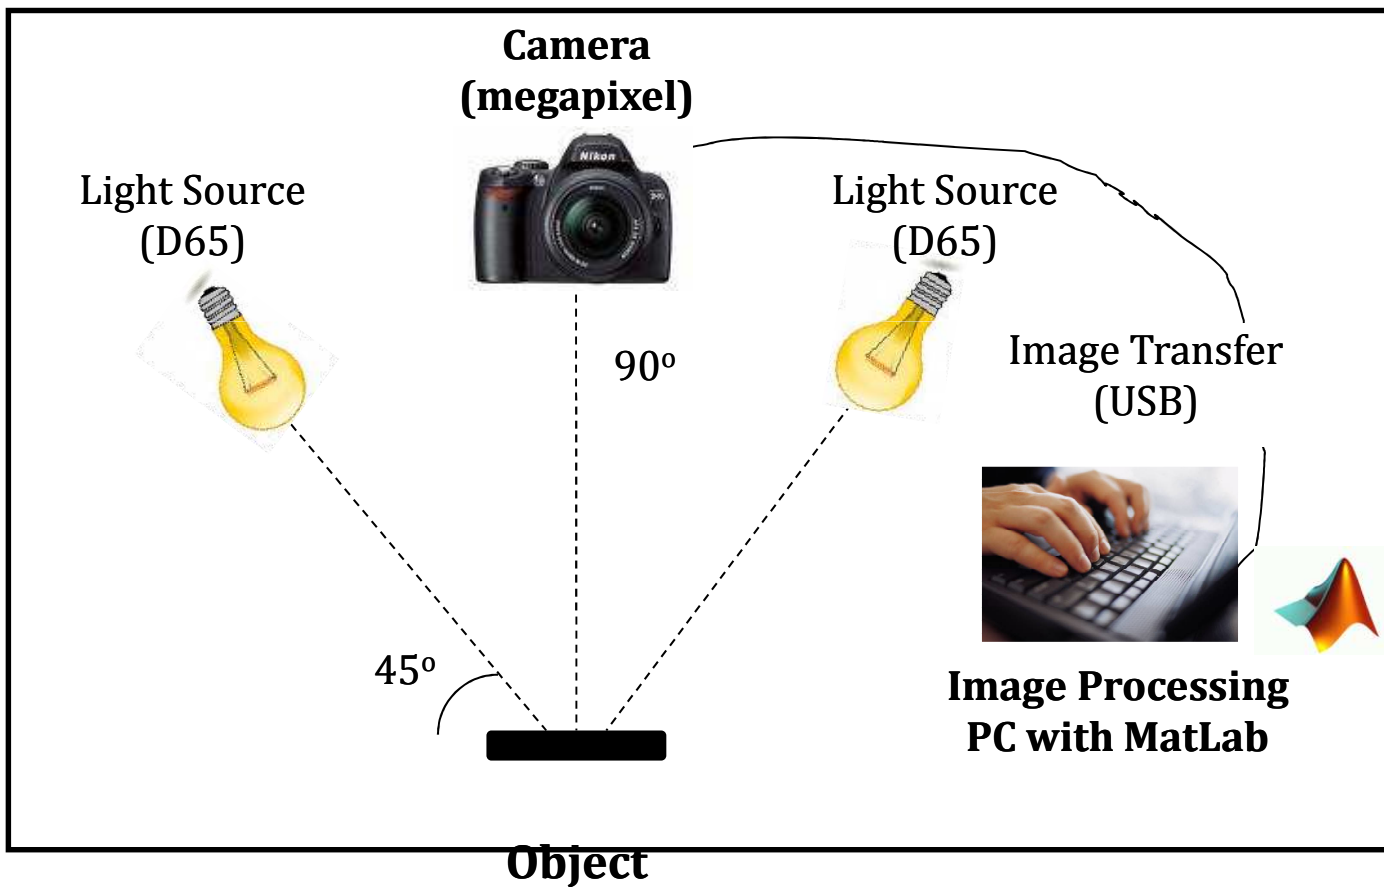 Camera
(megapixel)
Nikon
Light Source
(D65)
Light Source
(D65)
90º
Image Transfer
(USB)
45º
Image Processing
PC with MatLab
Object